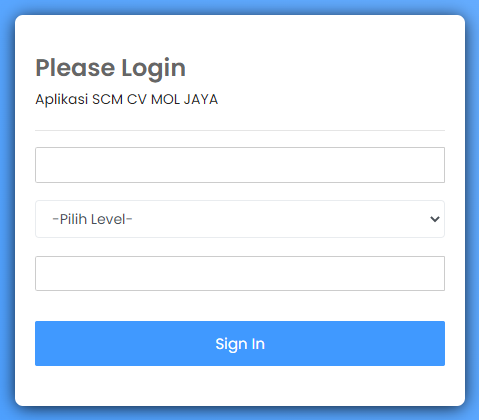 Please Login
Aplikasi SCM CV MOL JAYA
-Pilih Level-
Sign In